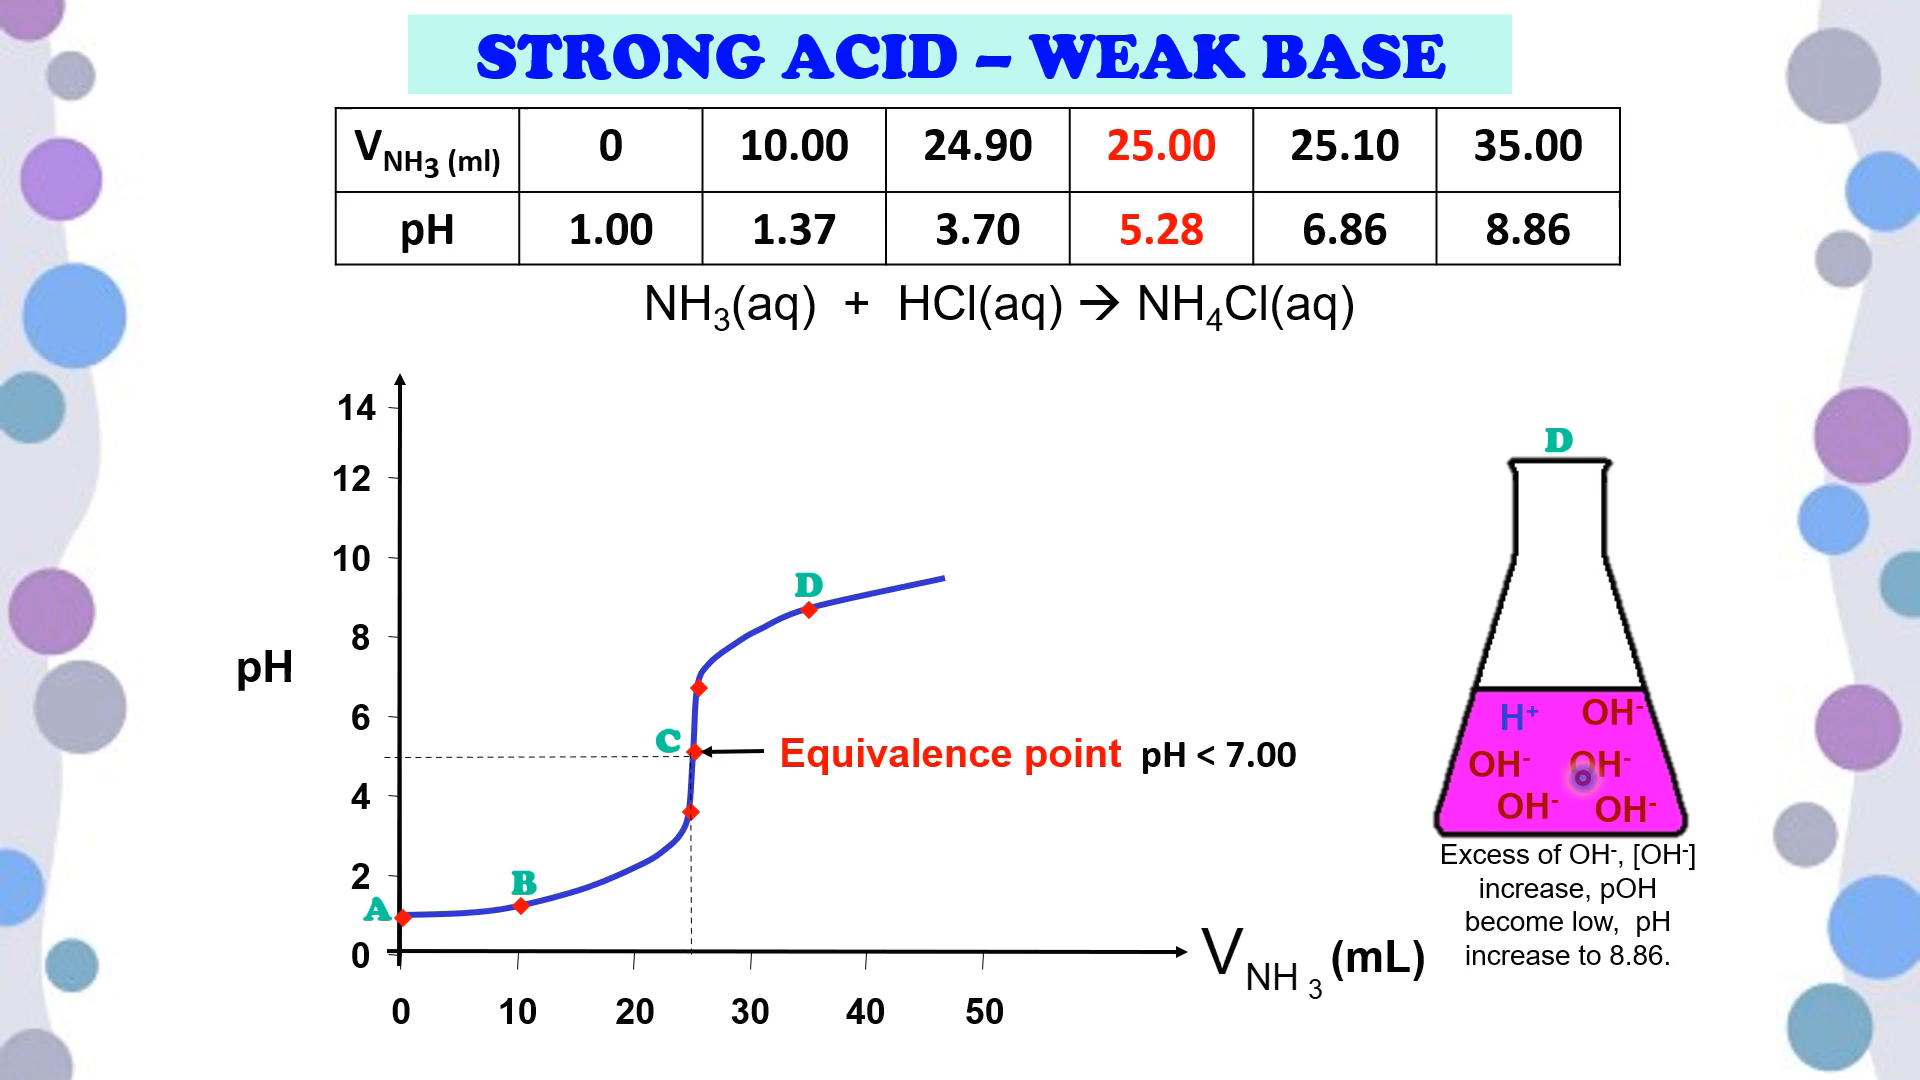 STRONG ACID – WEAK BASE
V NH₃ (ml) 0 10.00 24.90 25.00 25.10 35.00
pH 1.00 1.37 3.70 5.28 6.86 8.86
NH₃(aq) + HCl(aq) → NH₄Cl(aq)
14
12
10
8
6
4
2
0
pH
A
B
C
D
Equivalence point pH < 7.00
0 10 20 30 40 50
V NH₃ (mL)
D
H⁺ OH⁻
OH⁻ OH⁻
OH⁻ OH⁻
Excess of OH⁻, [OH⁻]
increase, pOH
become low, pH
increase to 8.86.